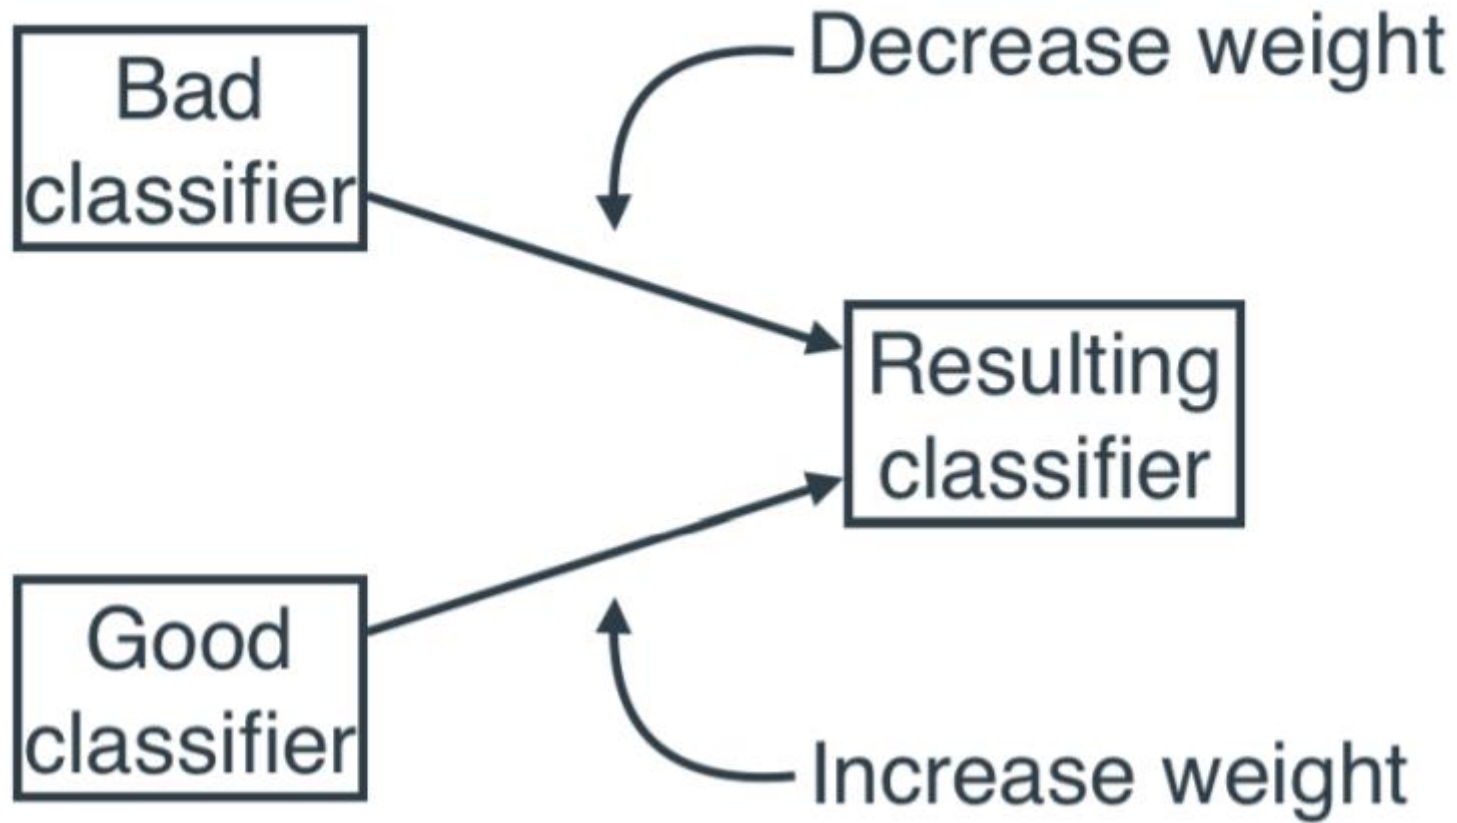 Bad
classifier
Decrease weight
Resulting
classifier
Good
classifier
Increase weight